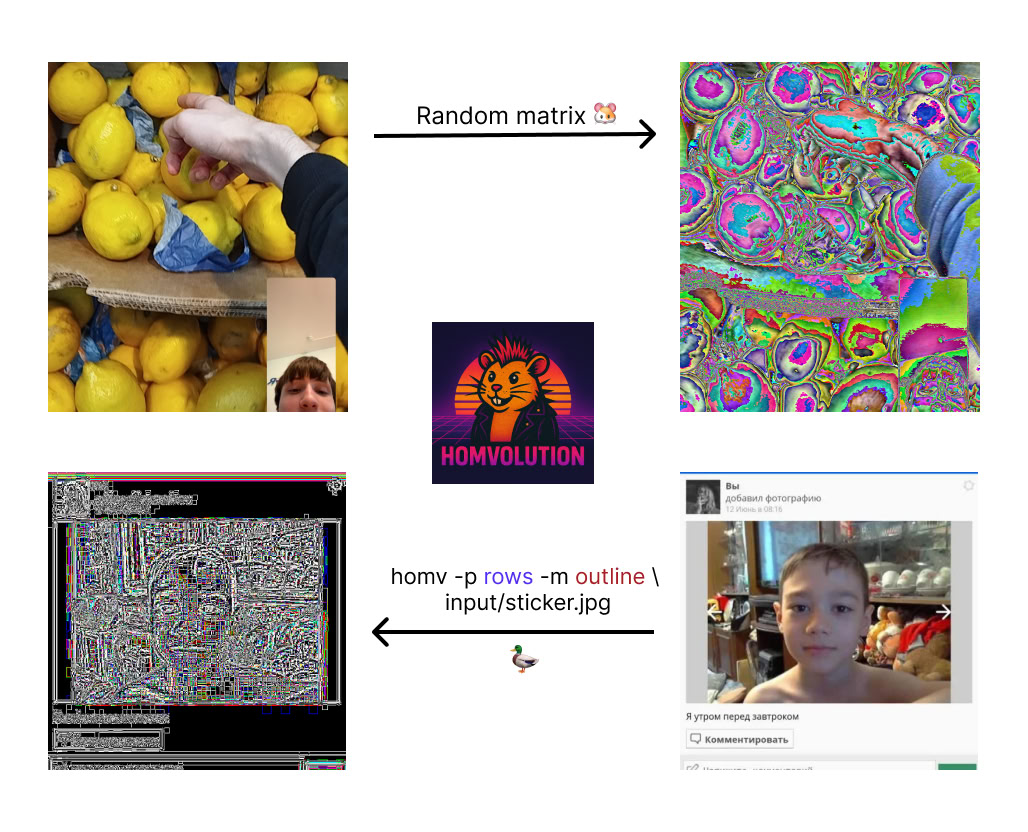 Random matrix 🐹
HOMVOLUTION
homv -p rows -m outline \
input/sticker.jpg
🦆
Вы
добавил фотографию
12 Июнь в 08:16
Я утром перед завтроком
Комментировать